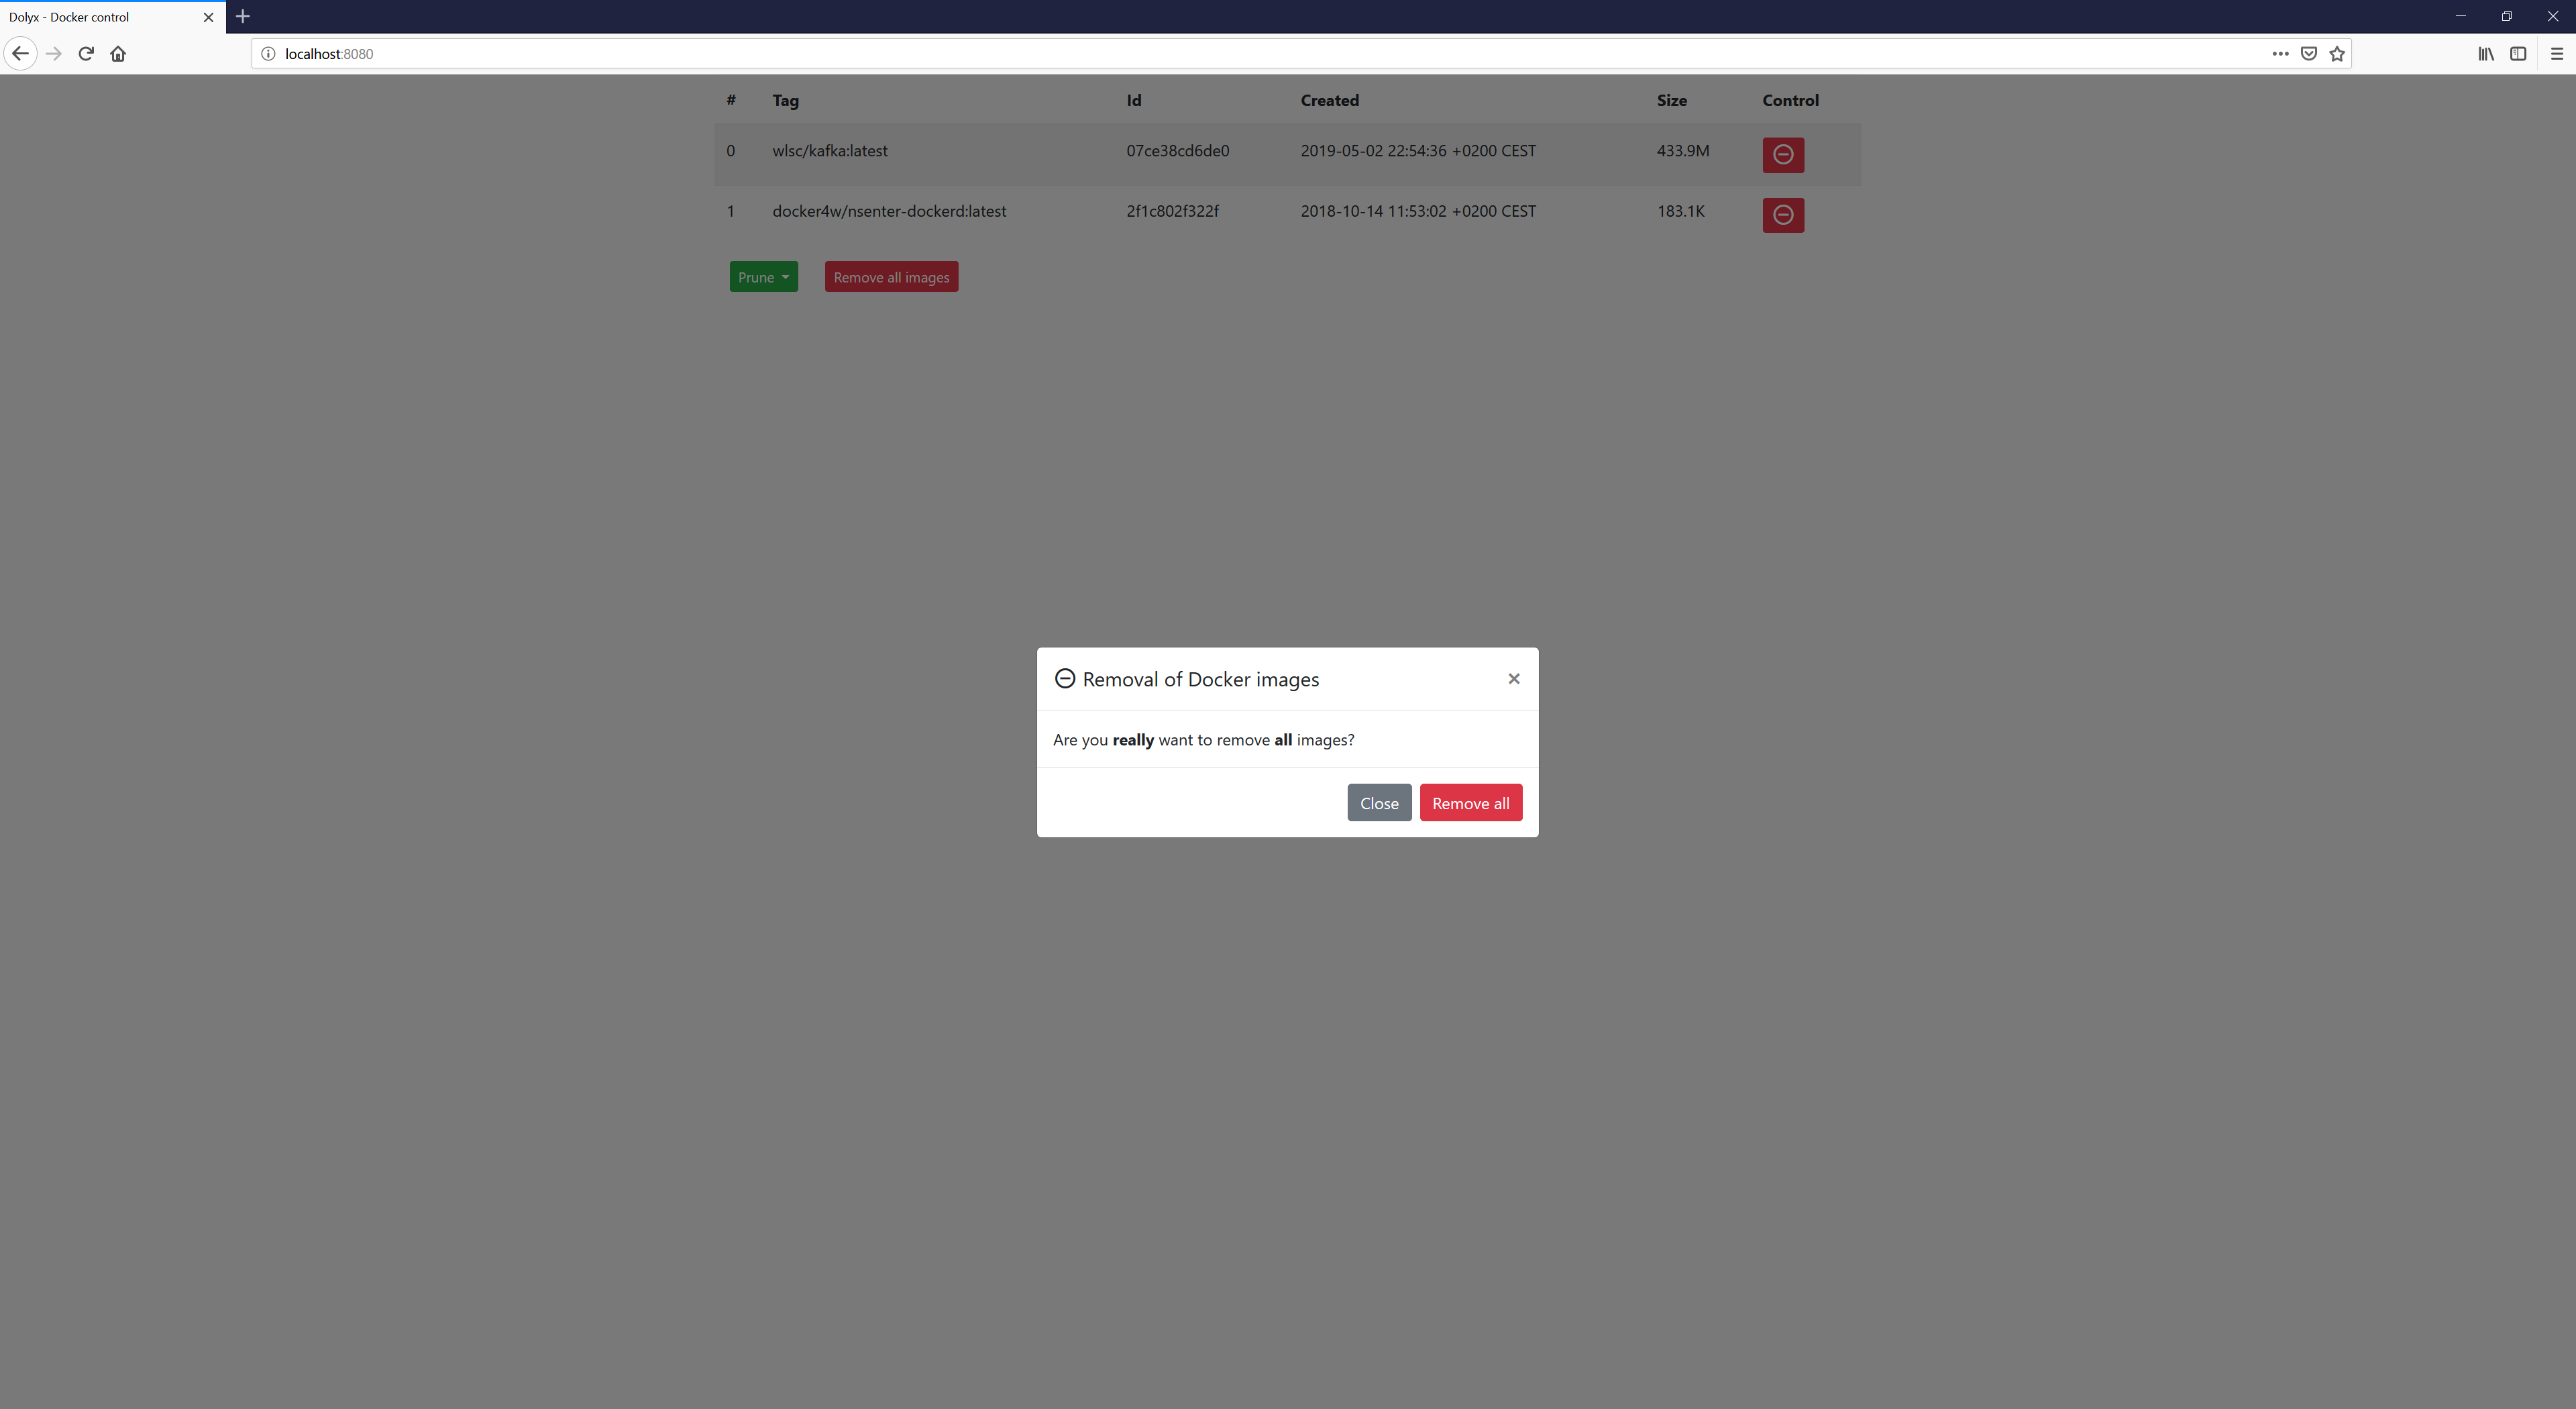 Dolyx - Docker control
localhost:8080
# Tag Id Created Size Control
0 wlsc/kafka:latest 07ce38cd6de0 2019-05-02 22:54:36 +0200 CEST 433.9M
1 docker4w/nsenter-dockerd:latest 2f1c802f322f 2018-10-14 11:53:02 +0200 CEST 183.1K
Prune Remove all images
Removal of Docker images
Are you really want to remove all images?
Close Remove all